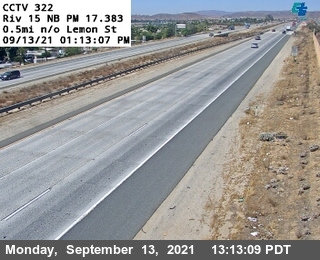 CCTV 322
Riv 15 NB PM 17.383
0.5mi n/o Lemon St
09/13/21 01:13:07 PM
Monday, September 13, 2021 13:13:09 PDT